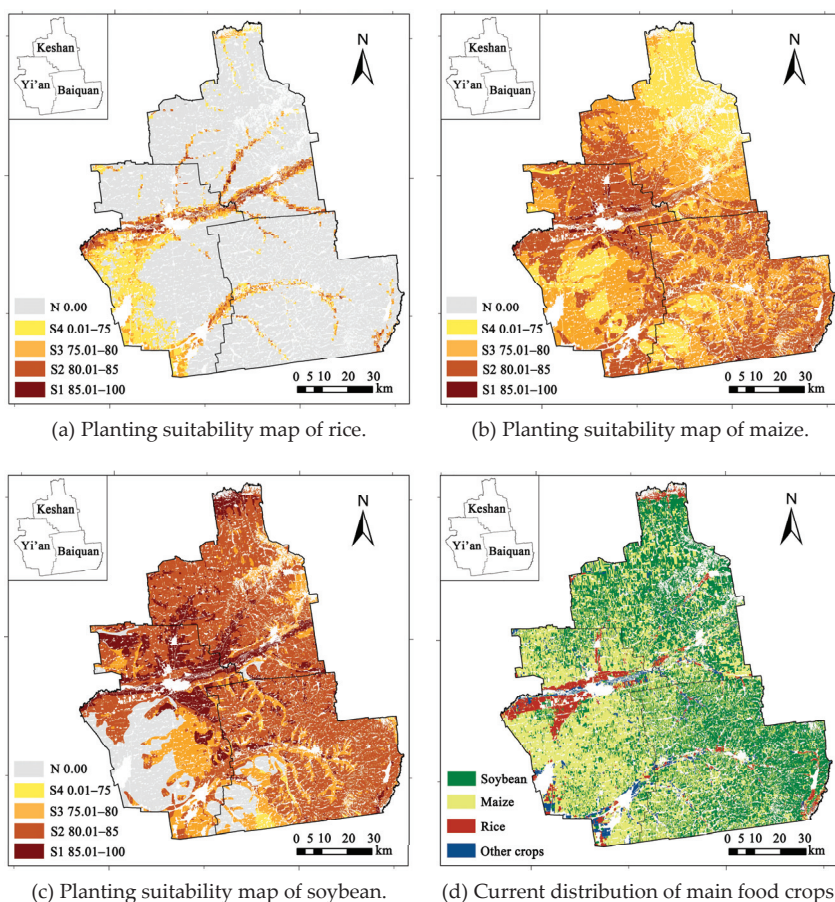 Keshan
Yi'an
Baiquan
N
N 0.00
S4 0.01–75
S3 75.01–80
S2 80.01–85
S1 85.01–100
0 5 10 20 30
km
(a) Planting suitability map of rice.
Keshan
Yi'an
Baiquan
N
N 0.00
S4 0.01–75
S3 75.01–80
S2 80.01–85
S1 85.01–100
0 5 10 20 30
km
(b) Planting suitability map of maize.
Keshan
Yi'an
Baiquan
N
N 0.00
S4 0.01–75
S3 75.01–80
S2 80.01–85
S1 85.01–100
0 5 10 20 30
km
(c) Planting suitability map of soybean.
Keshan
Yi'an
Baiquan
N
Soybean
Maize
Rice
Other crops
0 5 10 20 30
km
(d) Current distribution of main food crops